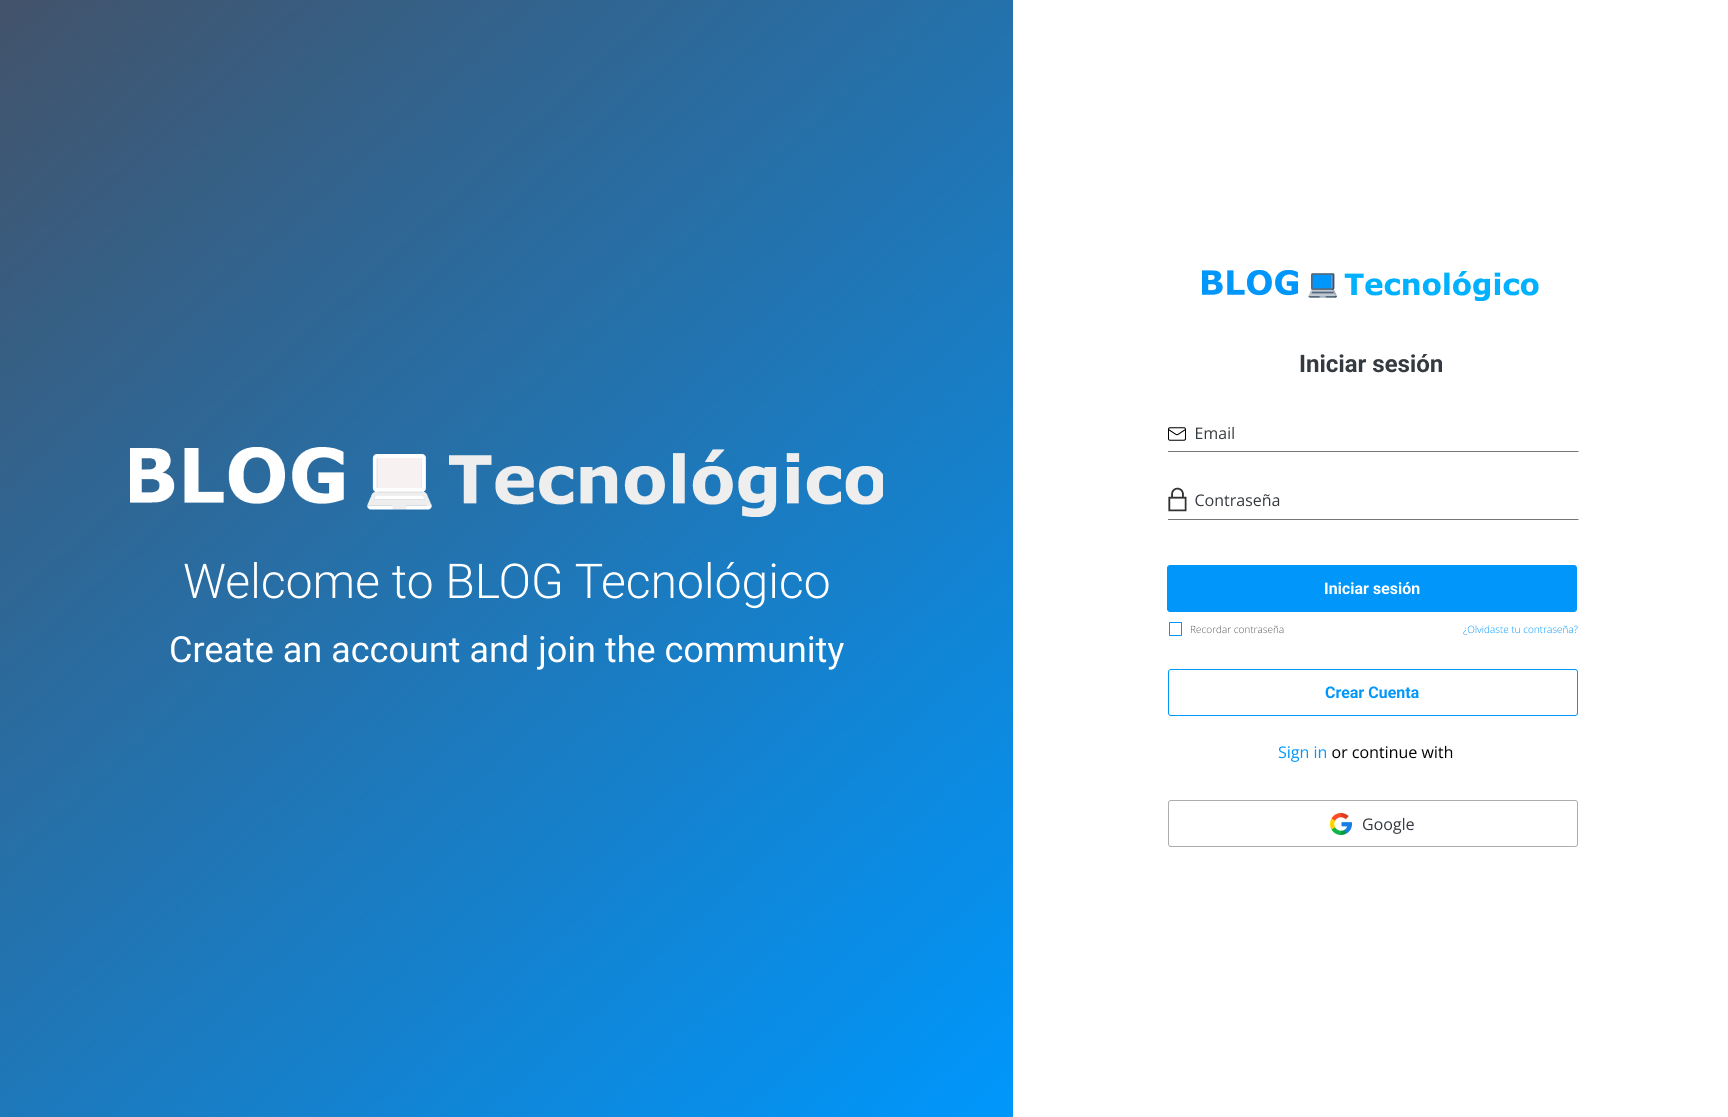 BLOG Tecnológico
Welcome to BLOG Tecnológico
Create an account and join the community
BLOG Tecnológico
Iniciar sesión
Email
Contraseña
Iniciar sesión
Recordar contraseña ¿Olvidaste tu contraseña?
Crear Cuenta
Sign in or continue with
Google